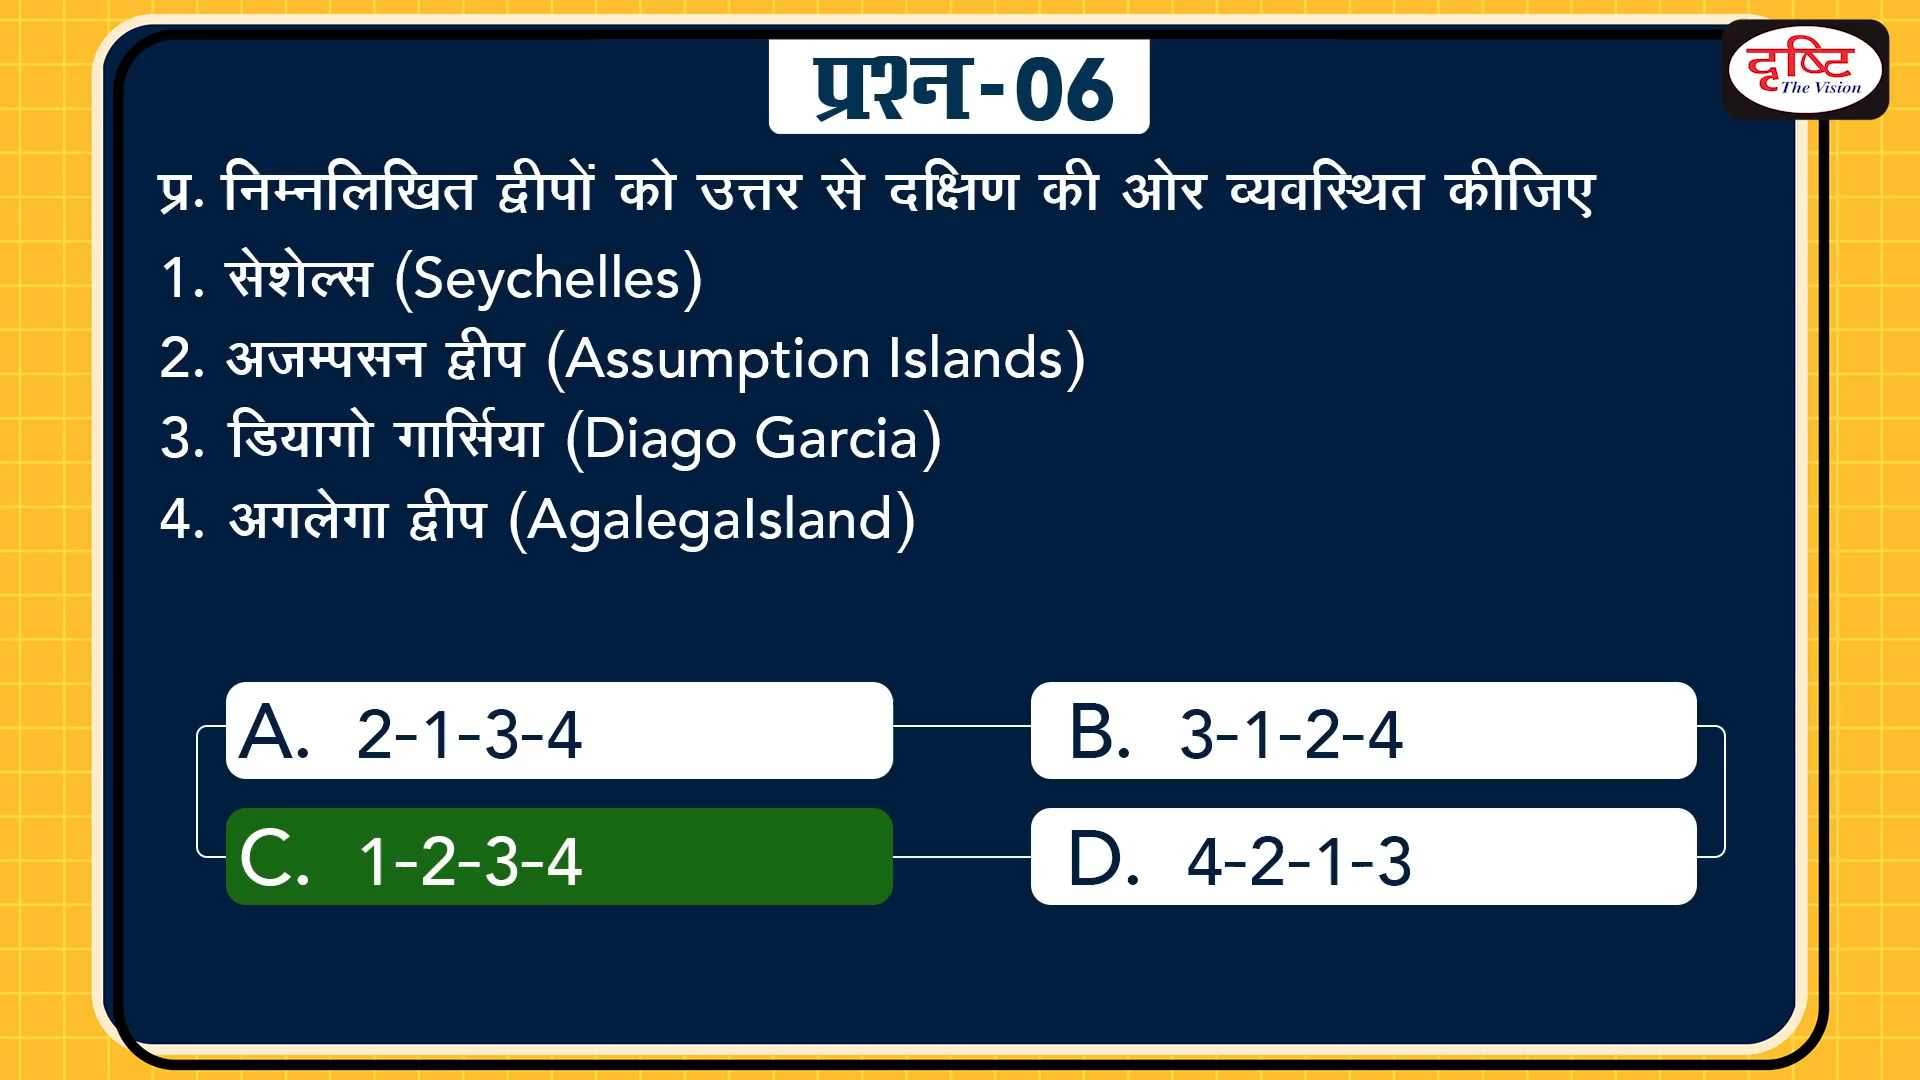 प्रश्न-06
दृष्टि
The Vision
प्र. निम्नलिखित द्वीपों को उत्तर से दक्षिण की ओर व्यवस्थित कीजिए
1. सेशेल्स (Seychelles)
2. अजम्पसन द्वीप (Assumption Islands)
3. डियागो गार्सिया (Diago Garcia)
4. अगलेगा द्वीप (AgalegaIsland)
A. 2-1-3-4
B. 3-1-2-4
C. 1-2-3-4
D. 4-2-1-3